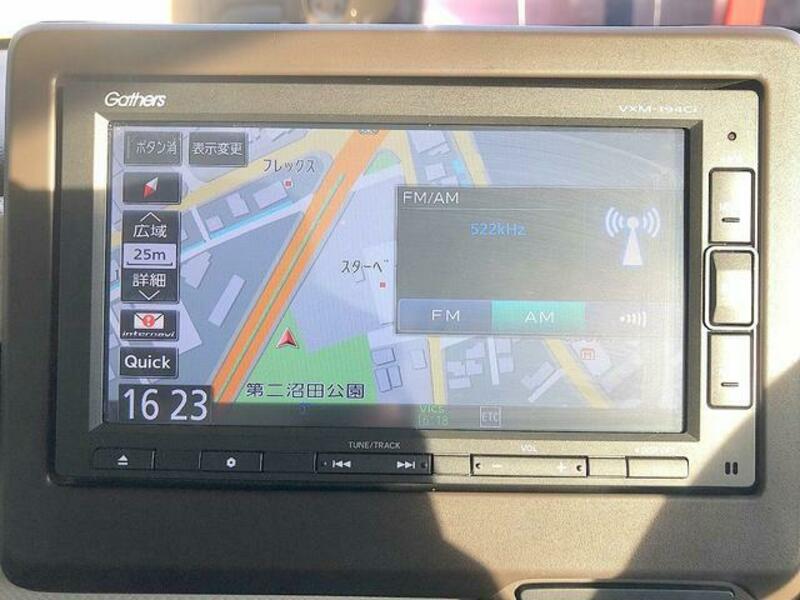 Gathers
VXM-194Ci
ボタン消
表示変更
フレックス
広域
25m
詳細
スターベ
FM/AM
522kHz
FM
AM
internavi
Quick
第二沼田公園
16 23
VICS
16:18
ETC
TUNE/TRACK
VOL